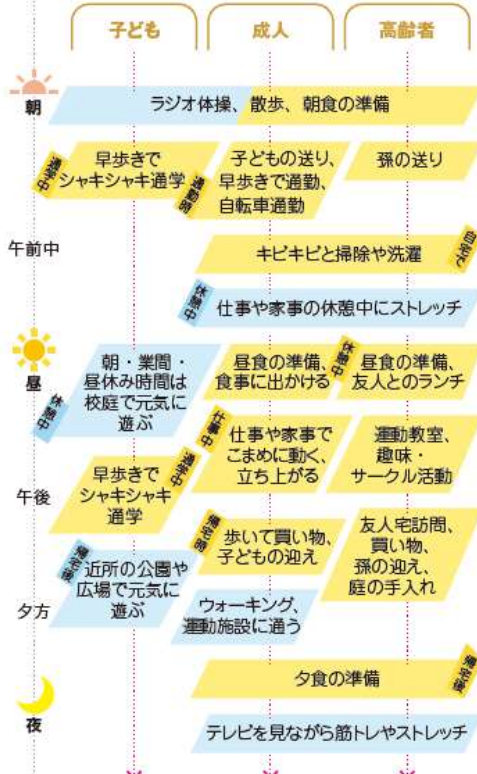 子ども
成人
高齢者
朝
ラジオ体操、散歩、朝食の準備
通学中
早歩きで
シャキシャキ通学
通勤時
子どもの送り、
早歩きで通勤、
自転車通勤
孫の送り
午前中
自宅で
キビキビと掃除や洗濯
休憩中
仕事や家事の休憩中にストレッチ
昼
休憩中
朝・業間・
昼休み時間は
校庭で元気に
遊ぶ
昼食の準備、
食事に出かける
休憩中
昼食の準備、
友人とのランチ
仕事中
仕事や家事で
こまめに動く、
立ち上がる
運動教室、
趣味・
サークル活動
午後
通学中
早歩きで
シャキシャキ
通学
帰宅時
歩いて買い物、
子どもの迎え
友人宅訪問、
買い物、
孫の迎え、
庭の手入れ
夕方
帰宅後
近所の公園や
広場で元気に
遊ぶ
ウォーキング、
運動施設に通う
帰宅後
夕食の準備
夜
テレビを見ながら筋トレやストレッチ